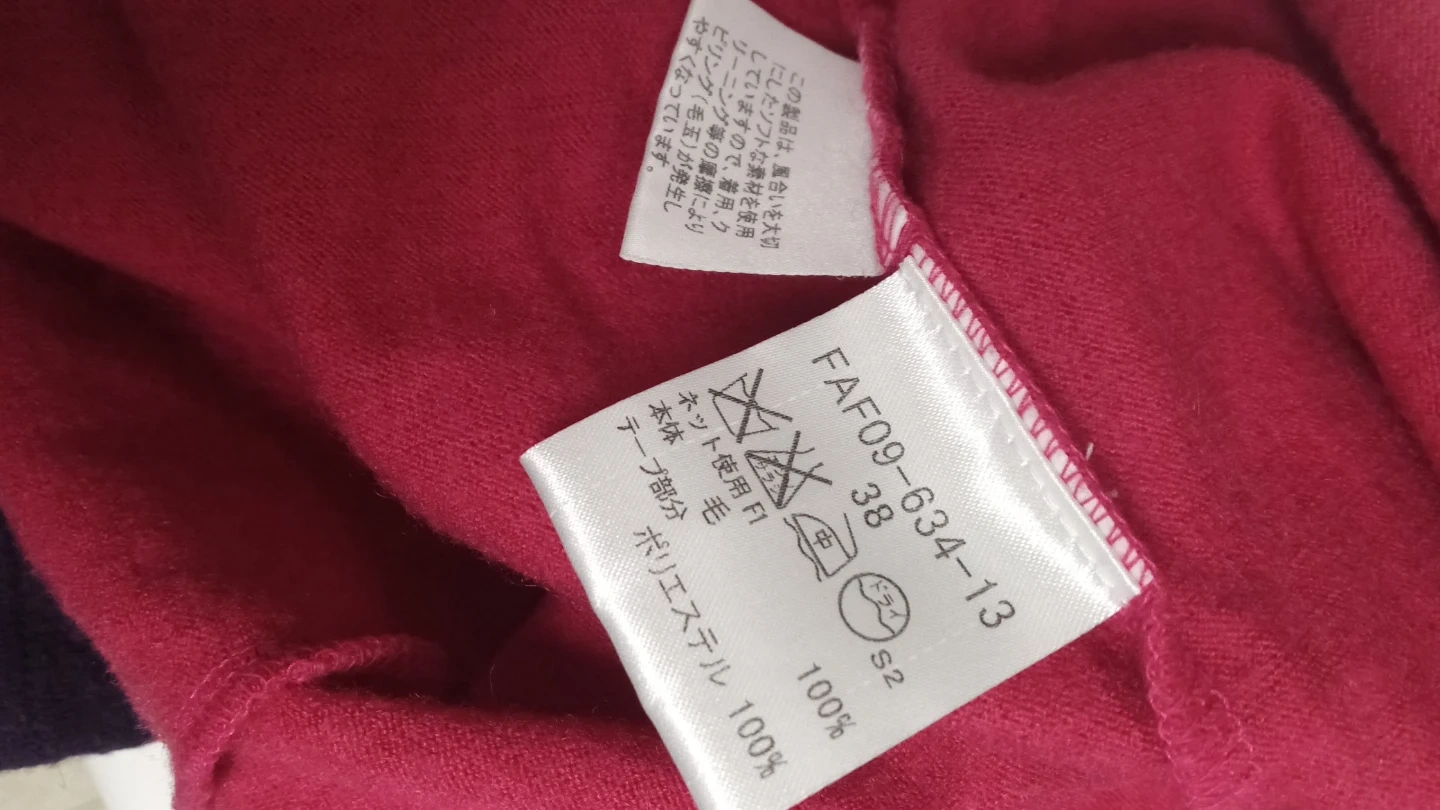 この製品は、風合いを大切
にしたソフトな素材を使用
していますので、着用、ク
リーニング等の摩擦により
ピリング(毛玉)が発生し
やすくなっています。
FAF09-634-13
38
中 ドライ S2
ネット使用 F1
本体 毛 100%
テープ部分 ポリエステル 100%